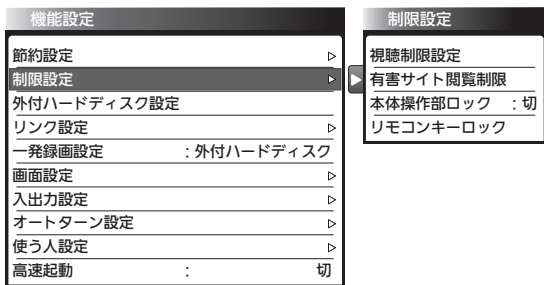 機能設定
節約設定
制限設定
外付ハードディスク設定
リンク設定
一発録画設定 :外付ハードディスク
画面設定
入出力設定
オートターン設定
使う人設定
高速起動 : 切
制限設定
視聴制限設定
有害サイト閲覧制限
本体操作部ロック :切
リモコンキーロック